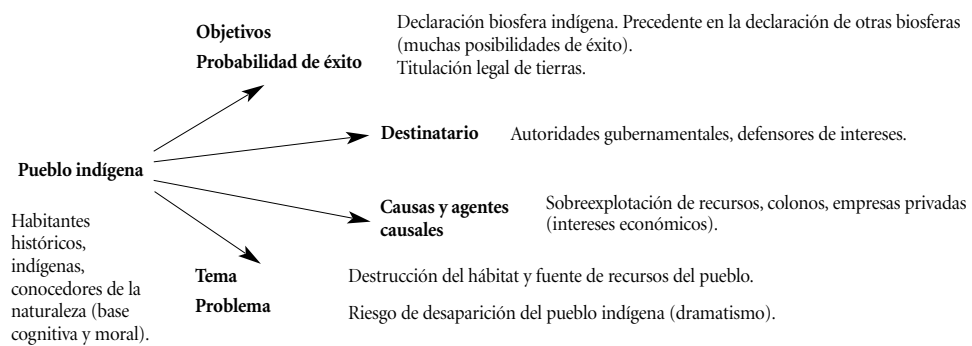 Objetivos
Probabilidad de éxito
Declaración biosfera indígena. Precedente en la declaración de otras biosferas
(muchas posibilidades de éxito).
Titulación legal de tierras.
Destinatario
Autoridades gubernamentales, defensores de intereses.
Pueblo indígena
Habitantes
históricos,
indígenas,
conocedores de la
naturaleza (base
cognitiva y moral).
Causas y agentes
causales
Sobreexplotación de recursos, colonos, empresas privadas
(intereses económicos).
Tema
Destrucción del hábitat y fuente de recursos del pueblo.
Problema
Riesgo de desaparición del pueblo indígena (dramatismo).